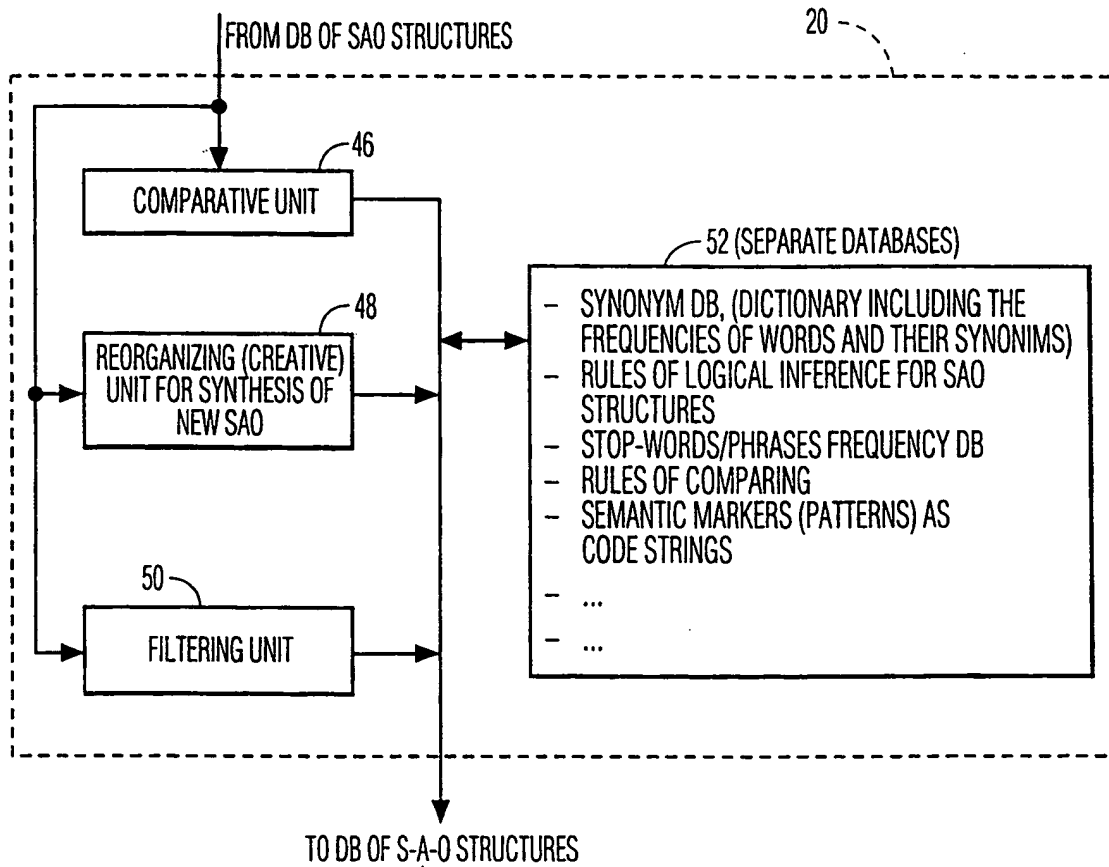 FROM DB OF SAO STRUCTURES
20
46
COMPARATIVE UNIT
52 (SEPARATE DATABASES)
- SYNONYM DB, (DICTIONARY INCLUDING THE
FREQUENCIES OF WORDS AND THEIR SYNONIMS)
- RULES OF LOGICAL INFERENCE FOR SAO
STRUCTURES
- STOP-WORDS/PHRASES FREQUENCY DB
- RULES OF COMPARING
- SEMANTIC MARKERS (PATTERNS) AS
CODE STRINGS
- ...
- ...
48
REORGANIZING (CREATIVE)
UNIT FOR SYNTHESIS OF
NEW SAO
50
FILTERING UNIT
TO DB OF S-A-O STRUCTURES